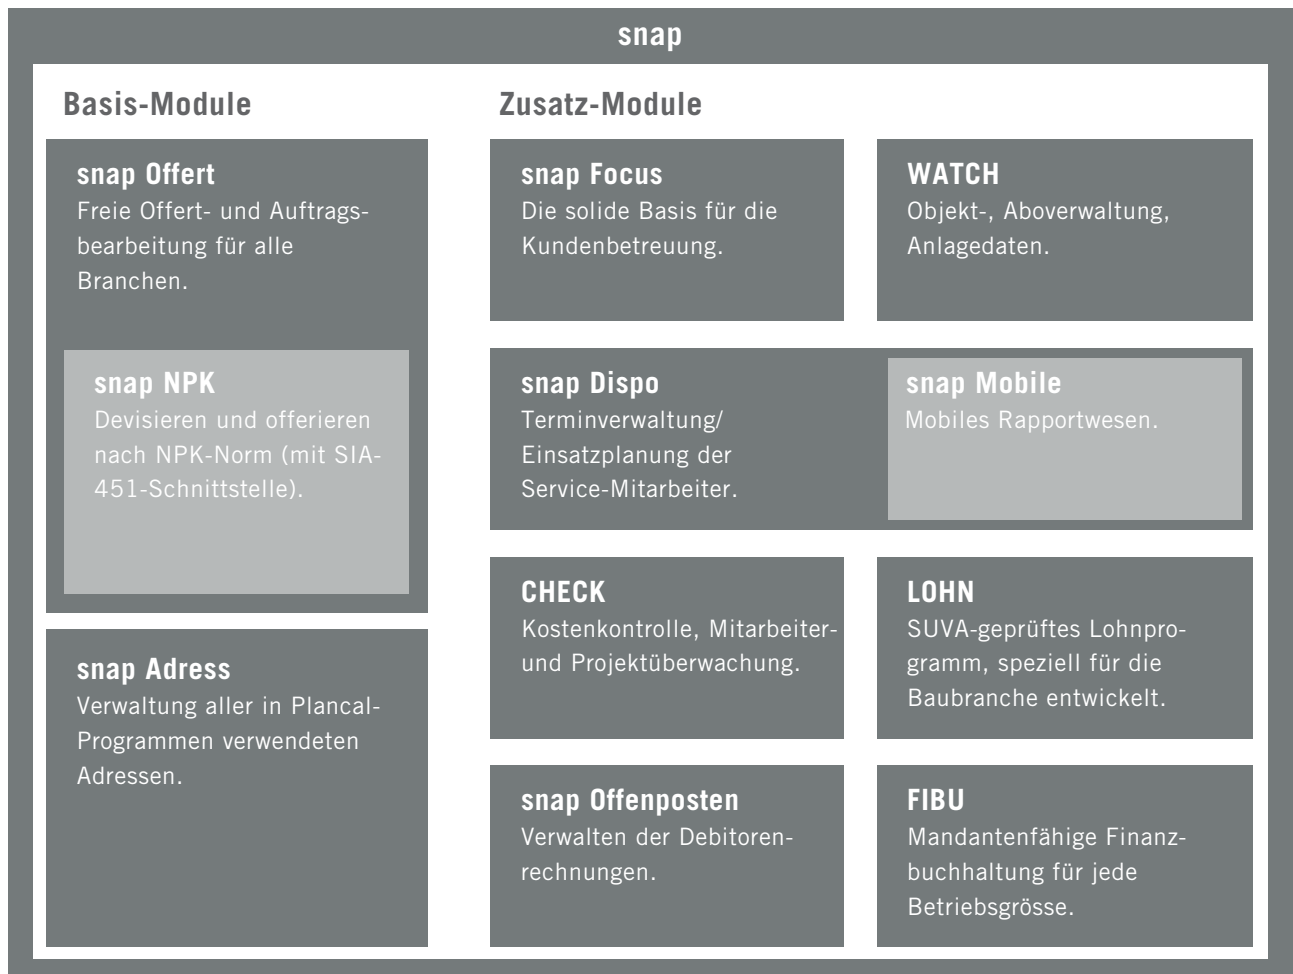 snap
Basis-Module
snap Offert
Freie Offert- und Auftrags-
bearbeitung für alle
Branchen.
snap NPK
Devisieren und offerieren
nach NPK-Norm (mit SIA-
451-Schnittstelle).
snap Adress
Verwaltung aller in Plancal-
Programmen verwendeten
Adressen.
Zusatz-Module
snap Focus
Die solide Basis für die
Kundenbetreuung.
WATCH
Objekt-, Aboverwaltung,
Anlagedaten.
snap Dispo
Terminverwaltung/
Einsatzplanung der
Service-Mitarbeiter.
snap Mobile
Mobiles Rapportwesen.
CHECK
Kostenkontrolle, Mitarbeiter-
und Projektüberwachung.
LOHN
SUVA-geprüftes Lohnpro-
gramm, speziell für die
Baubranche entwickelt.
snap Offenposten
Verwalten der Debitoren-
rechnungen.
FIBU
Mandantenfähige Finanz-
buchhaltung für jede
Betriebsgrösse.